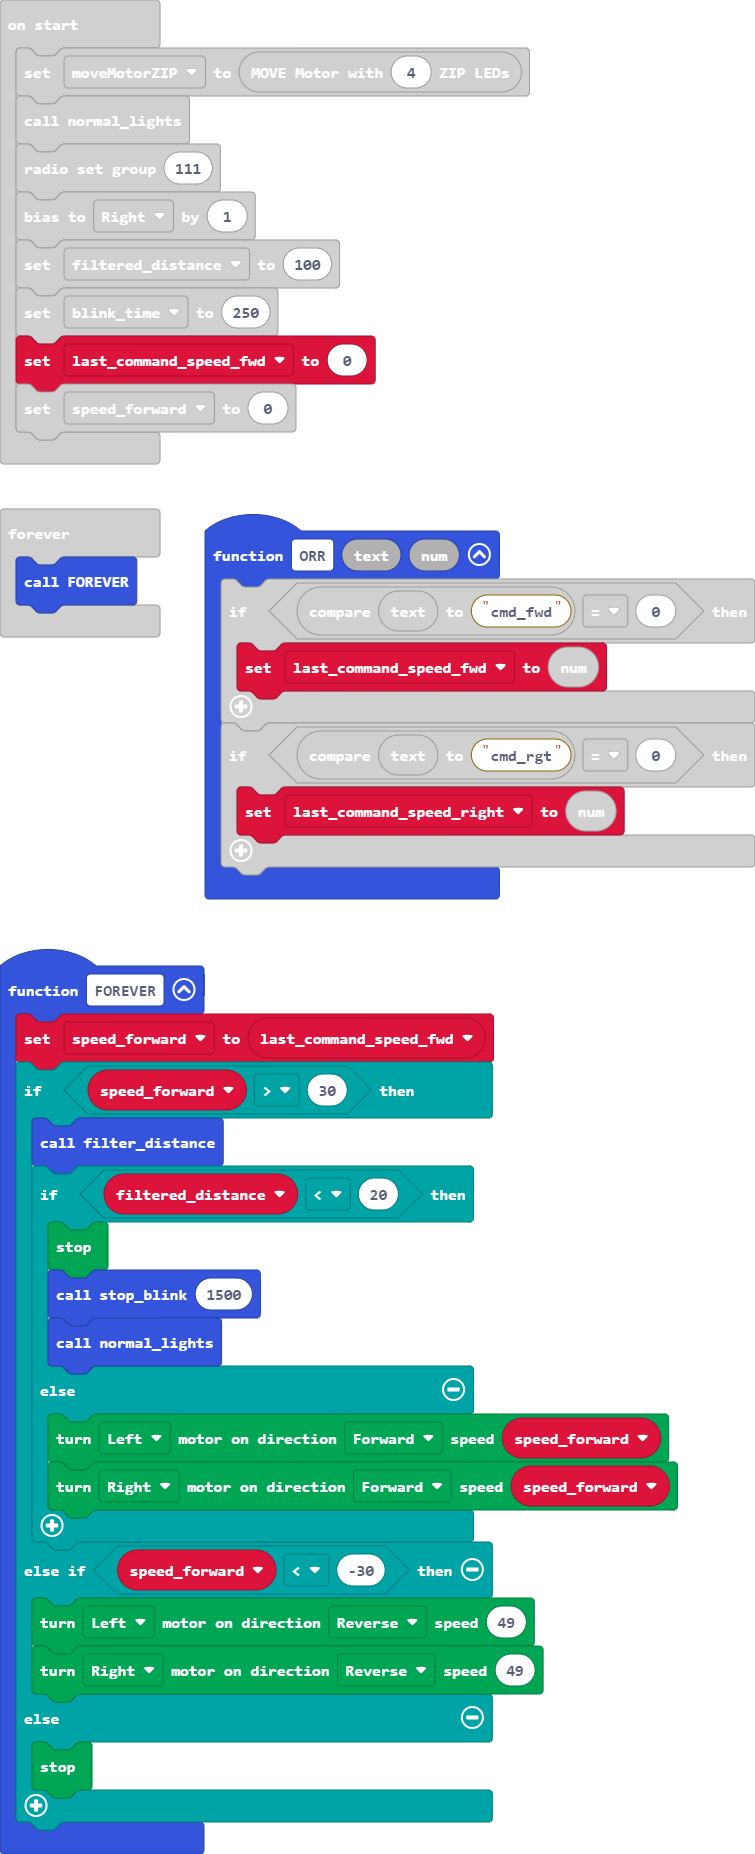 on start
set moveMotorZIP to MOVE Motor with 4 ZIP LEDs
call normal_lights
radio set group 111
bias to Right by 1
set filtered_distance to 100
set blink_time to 250
set last_command_speed_fwd to 0
set speed_forward to 0
forever
call FOREVER
function ORR text num
if compare text to "cmd_fwd" = 0 then
set last_command_speed_fwd to num
if compare text to "cmd_rgt" = 0 then
set last_command_speed_right to num
function FOREVER
set speed_forward to last_command_speed_fwd
if speed_forward > 30 then
call filter_distance
if filtered_distance < 20 then
stop
call stop_blink 1500
call normal_lights
else
turn Left motor on direction Forward speed speed_forward
turn Right motor on direction Forward speed speed_forward
else if speed_forward < -30 then
turn Left motor on direction Reverse speed 49
turn Right motor on direction Reverse speed 49
else
stop